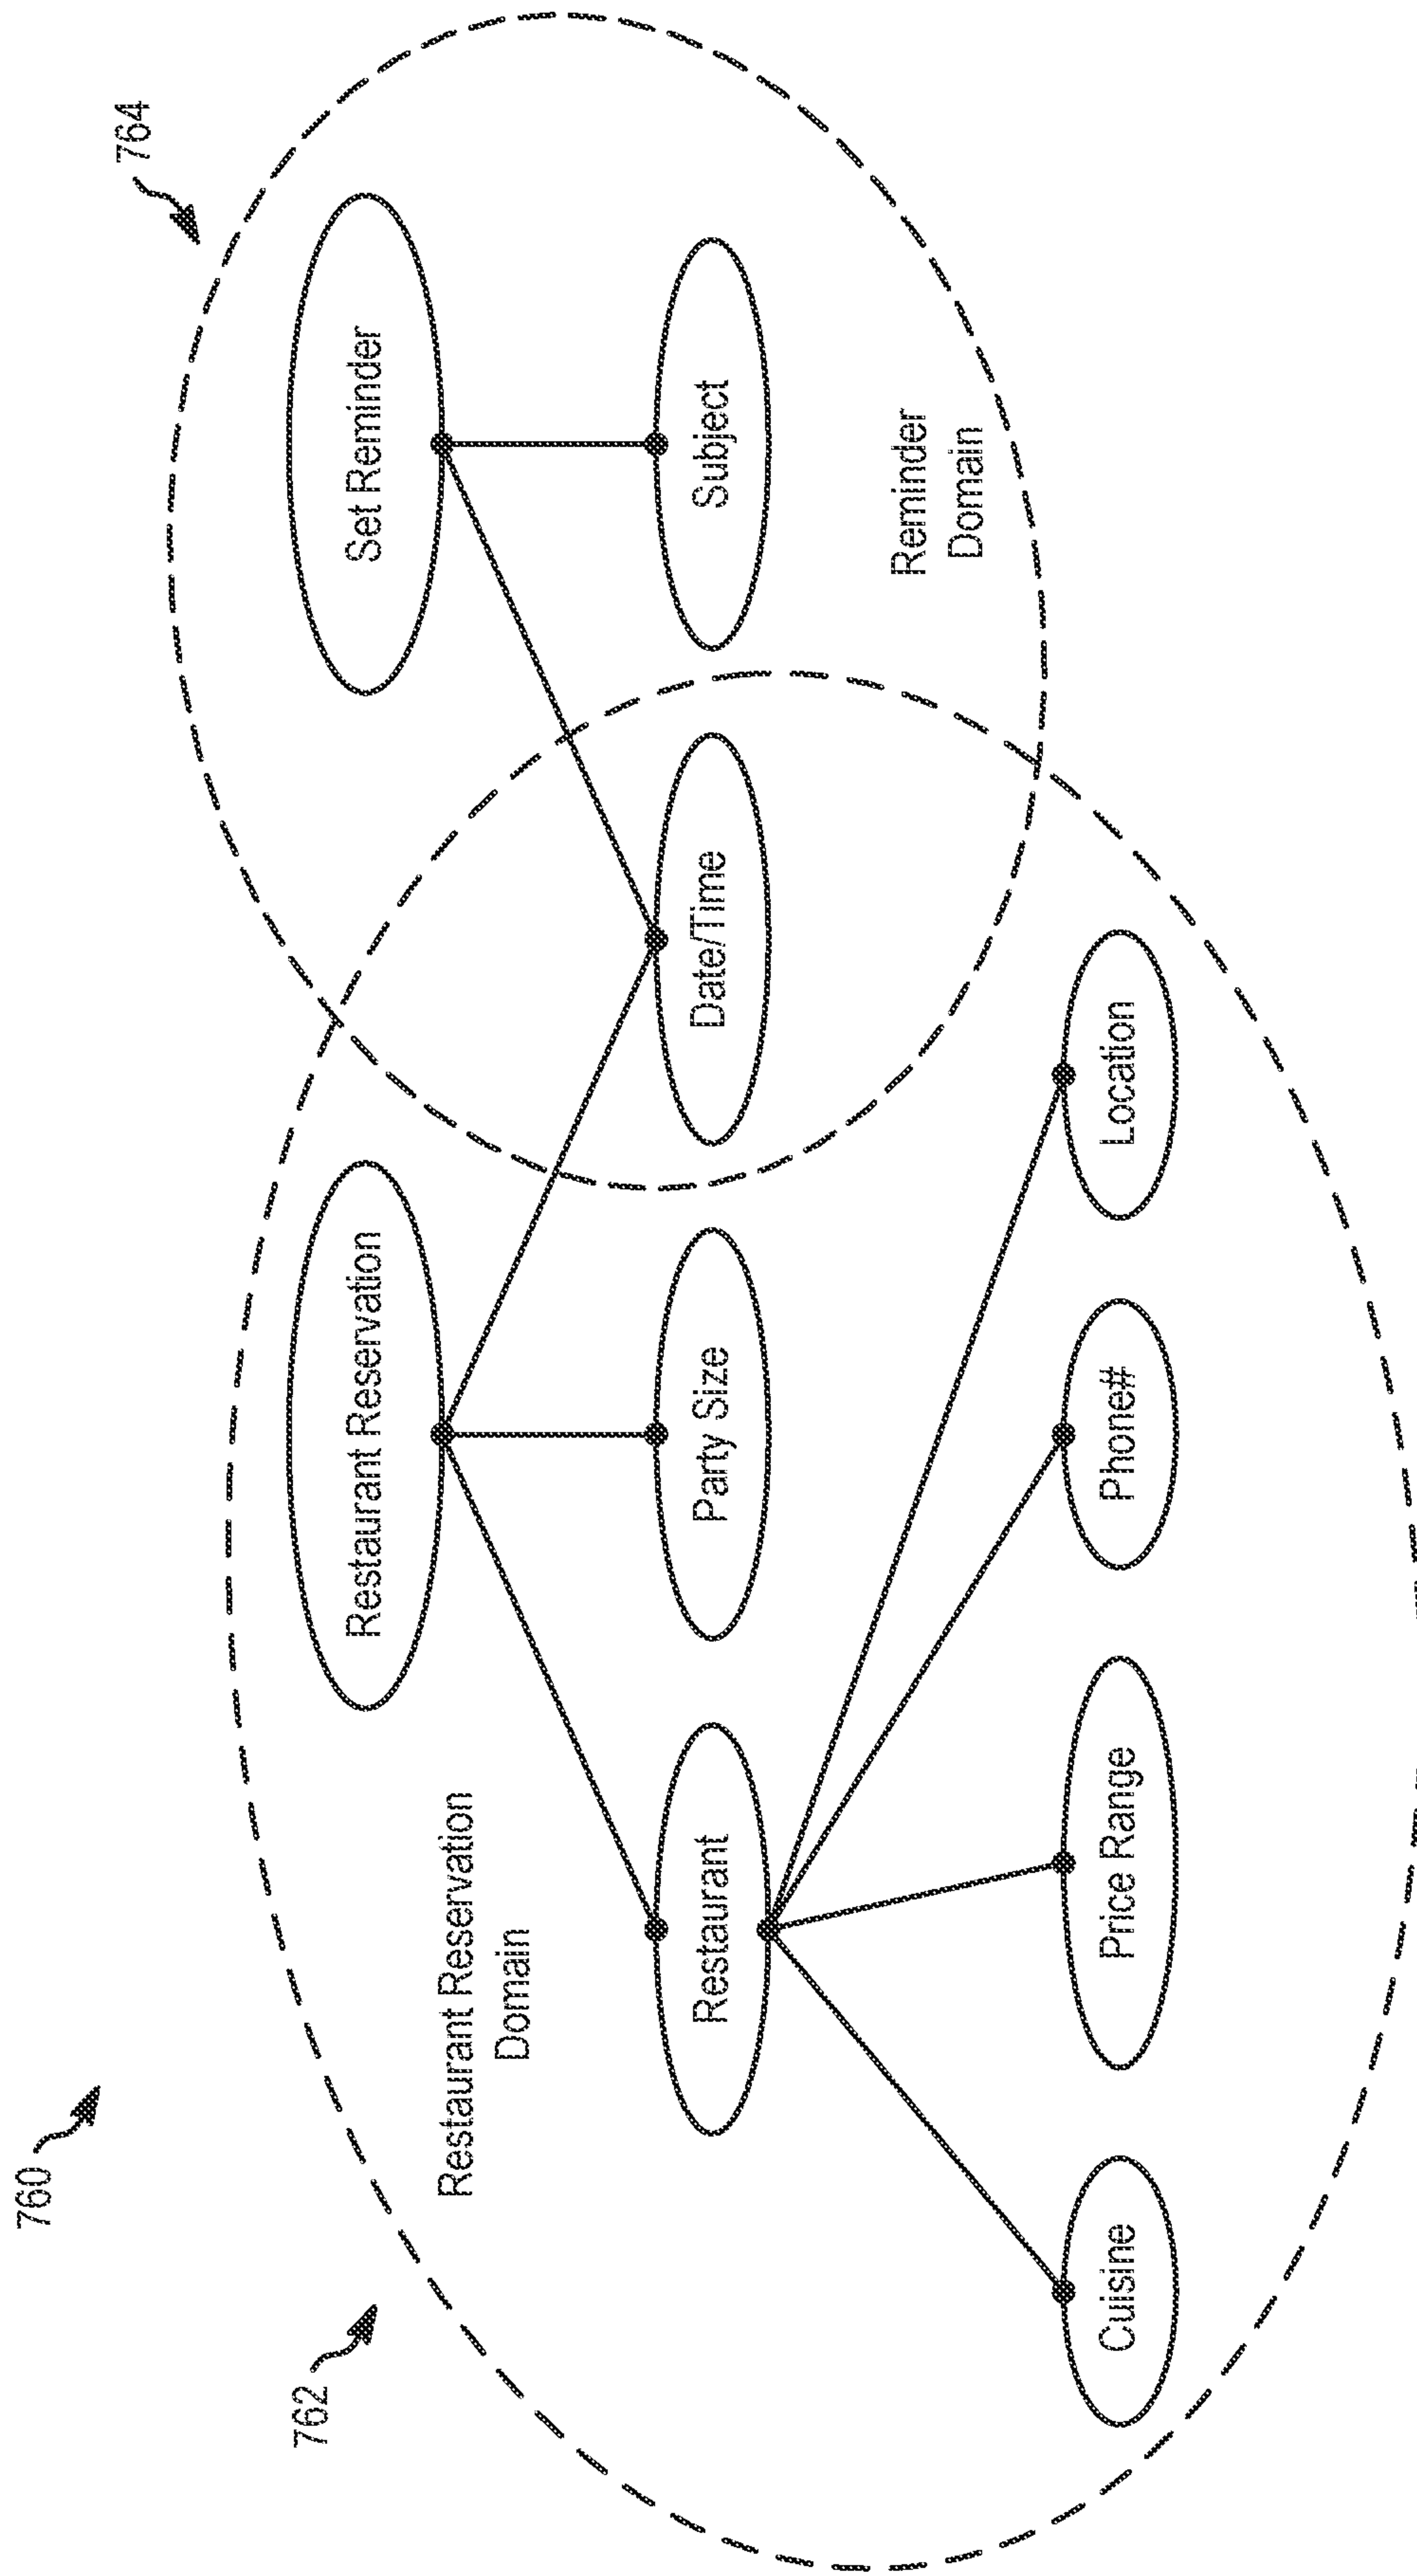 760
762
764
Restaurant Reservation
Set Reminder
Restaurant Reservation
Domain
Restaurant
Party Size
Date/Time
Subject
Reminder
Domain
Cuisine
Price Range
Phone#
Location